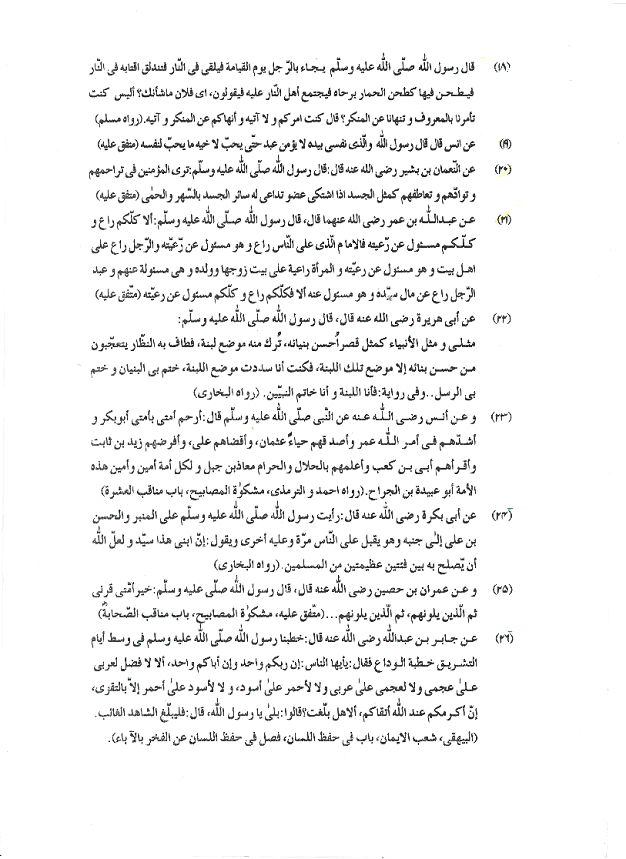 (۱۸) قال رسول الله صلّى الله عليه وسلّم يجاء بالرّجل يوم القيامة فيلقى فى النّار فتندلق اقتابه فى النّار
فيطحن فيها كطحن الحمار برحاه فيجتمع أهل النّار عليه فيقولون، اى فلان ماشأنك؟ أليس كنت
تأمرنا بالمعروف و تنهانا عن المنكر؟ قال كنت امركم و لا آتيه و أنهاكم عن المنكر و آتيه. (رواه مسلم)
(۱۹) عن انس قال قال رسول الله والّذى نفسى بيده لا يؤمن عبد حتّى يحبّ لا خيه ما يحبّ لنفسه (متفق عليه)
(۲۰) عن النّعمان بن بشير رضى الله عنه قال: قال رسول الله صلّى الله عليه وسلّم: ترى المؤمنين فى تراحمهم
و توادّهم و تعاطفهم كمثل الجسد اذا اشتكى عضو تداعى له سائر الجسد بالسّهر والحمّى (متفق عليه)
(۲۱) عن عبدالله بن عمر رضى الله عنهما قال، قال رسول الله صلّى الله عليه وسلّم: ألا كلّكم راع و
كلّكم مسئول عن رّعيته فالامام الّذى على النّاس راع و هو مسئول عن رّعيّته والرّجل راع على
اهل بيت و هو مسئول عن رعيّته و المرأة راعية على بيت زوجها وولده و هى مسئولة عنهم و عبد
الرّجل راع عن مال سيّده و هو مسئول عنه ألا فكلّكم راع و كلّكم مسئول عن رعيّته (متّفق عليه)
(۲۲) عن أبى هريرة رضى الله عنه قال، قال رسول الله صلّى الله عليه وسلّم:
مثلى و مثل الأنبياء كمثل قصر أحسن بنيانه، تُرك منه موضع لبنة، فطاف به النظّار يتعجّبون
من حسن بنائه إلا موضع تلك اللبنة، فكنت أنا سددت موضع اللبنة، ختم بى البنيان و ختم
بى الرسل..وفى رواية: فأنا اللبنة و أنا خاتم النبيّين. (رواه البخارى)
(۲۳) و عن أنس رضى الله عنه عن النّبى صلّى الله عليه وسلّم قال: أرحم أمتى بأمتى أبوبكر و
أشدّهم فى أمر الله عمر وأصدقهم حياءً عثمان، وأقضاهم على، وأفرضهم زيد بن ثابت
وأقرأهم أبى بن كعب وأعلمهم بالحلال والحرام معاذبن جبل و لكل أمة أمين وأمين هذه
الأمة أبو عبيدة بن الجراح. (رواه احمد و الترمذى، مشكوٰة المصابيح، باب مناقب العشرة)
(۲۴) عن أبى بكرة رضى الله عنه قال: رأيت رسول الله صلّى الله عليه وسلّم على المنبر والحسن
بن على إلى جنبه وهو يقبل على النّاس مرّة وعليه أخرى ويقول: إنّ ابنى هذا سيّد و لعلّ الله
أن يّصلح به بين فئتين عظيمتين من المسلمين. (رواه البخارى)
(۲۵) و عن عمران بن حصين رضى الله عنه قال، قال رسول الله صلّى عليه وسلّم: خير أمّتى قرنى
ثم الّذين يلونهم، ثم الّذين يلونهم...(متّفق عليه، مشكوٰة المصابيح، باب مناقب الصّحابةؓ)
(۲۶) عن جابر بن عبدالله رضى الله عنه قال: خطبنا رسول الله صلّى الله عليه وسلم فى وسط أيام
التشريق خطبة الوداع فقال: يأيها الناس: إن ربكم واحد وإن أباكم واحد، ألا لا فضل لعربى
علىٰ عجمى ولا لعجمى علىٰ عربى ولا لأحمر علىٰ أسود، و لا لأسود علىٰ أحمر إلاّ بالتقوٰى،
إنّ أكرمكم عند الله أتقاكم، ألاهل بلّغت؟ قالوا: بلىٰ يا رسول الله، قال: فليبلّغ الشاهد الغائب.
(البيهقى، شعب الايمان، باب فى حفظ اللسان، فصل فى حفظ اللسان عن الفخر بالآباء).